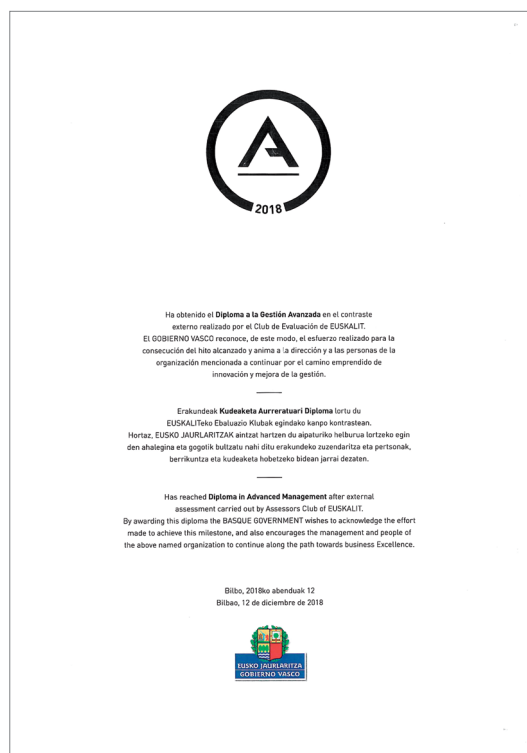 A
2018
Ha obtenido el Diploma a la Gestión Avanzada en el contraste
externo realizado por el Club de Evaluación de EUSKALIT.
El GOBIERNO VASCO reconoce, de este modo, el esfuerzo realizado para la
consecución del hito alcanzado y anima a la dirección y a las personas de la
organización mencionada a continuar por el camino emprendido de
innovación y mejora de la gestión.
Erakundeak Kudeaketa Aurreratuari Diploma lortu du
EUSKALITeko Ebaluazio Klubak egindako kanpo kontrastean.
Hortaz, EUSKO JAURLARITZAK aintzat hartzen du aipaturiko helburua lortzeko egin
den ahalegina eta gogotik bultzatu nahi ditu erakundeko zuzendaritza eta pertsonak,
berrikuntza eta kudeaketa hobetzeko bidean jarrai dezaten.
Has reached Diploma in Advanced Management after external
assessment carried out by Assessors Club of EUSKALIT.
By awarding this diploma the BASQUE GOVERNMENT wishes to acknowledge the effort
made to achieve this milestone, and also encourages the management and people of
the above named organization to continue along the path towards business Excellence.
Bilbo, 2018ko abenduak 12
Bilbao, 12 de diciembre de 2018
EUSKO JAURLARITZA
GOBIERNO VASCO